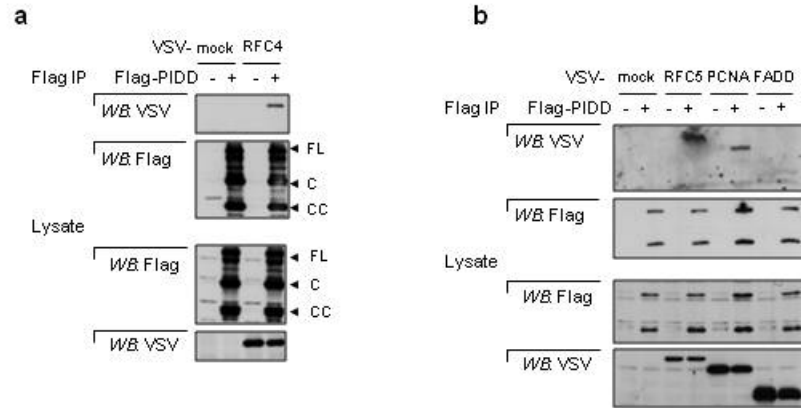 a
VSV- mock RFC4
Flag IP Flag-PIDD - + - +
WB: VSV
WB: Flag
FL
C
CC
Lysate
WB: Flag
FL
C
CC
WB: VSV
b
VSV- mock RFC5 PCNA FADD
Flag IP Flag-PIDD - + - + - + - +
WB: VSV
WB: Flag
Lysate
WB: Flag
WB: VSV